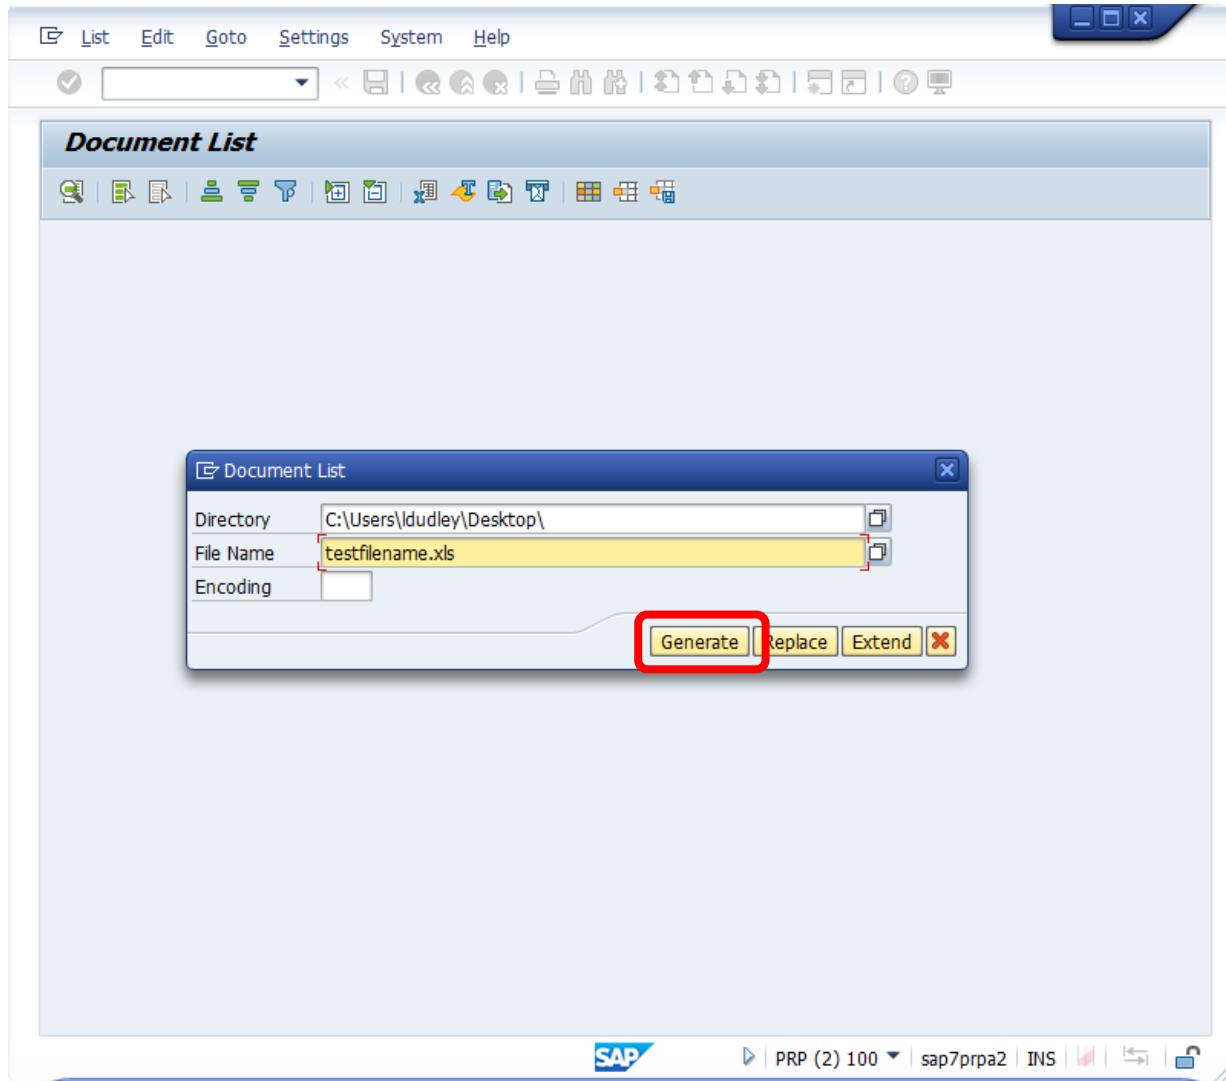 List Edit Goto Settings System Help
Document List
Document List
Directory C:\Users\ldudley\Desktop\
File Name testfilename.xls
Encoding
Generate Replace Extend
SAP PRP (2) 100 sap7prpa2 INS